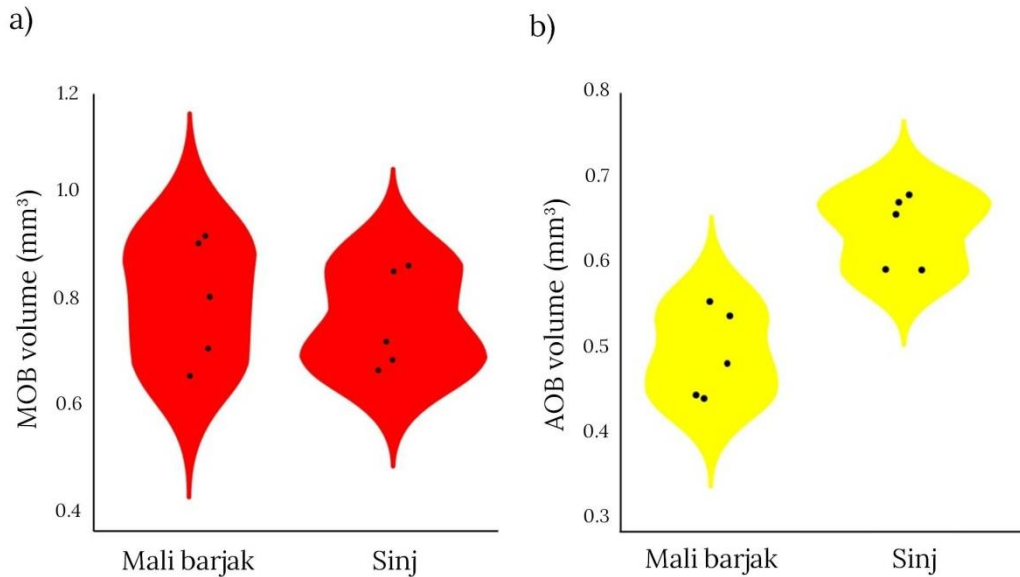 a)
MOB volume (mm³)
1.2
1.0
0.8
0.6
0.4
Mali barjak
Sinj
b)
AOB volume (mm³)
0.8
0.7
0.6
0.5
0.4
0.3
Mali barjak
Sinj